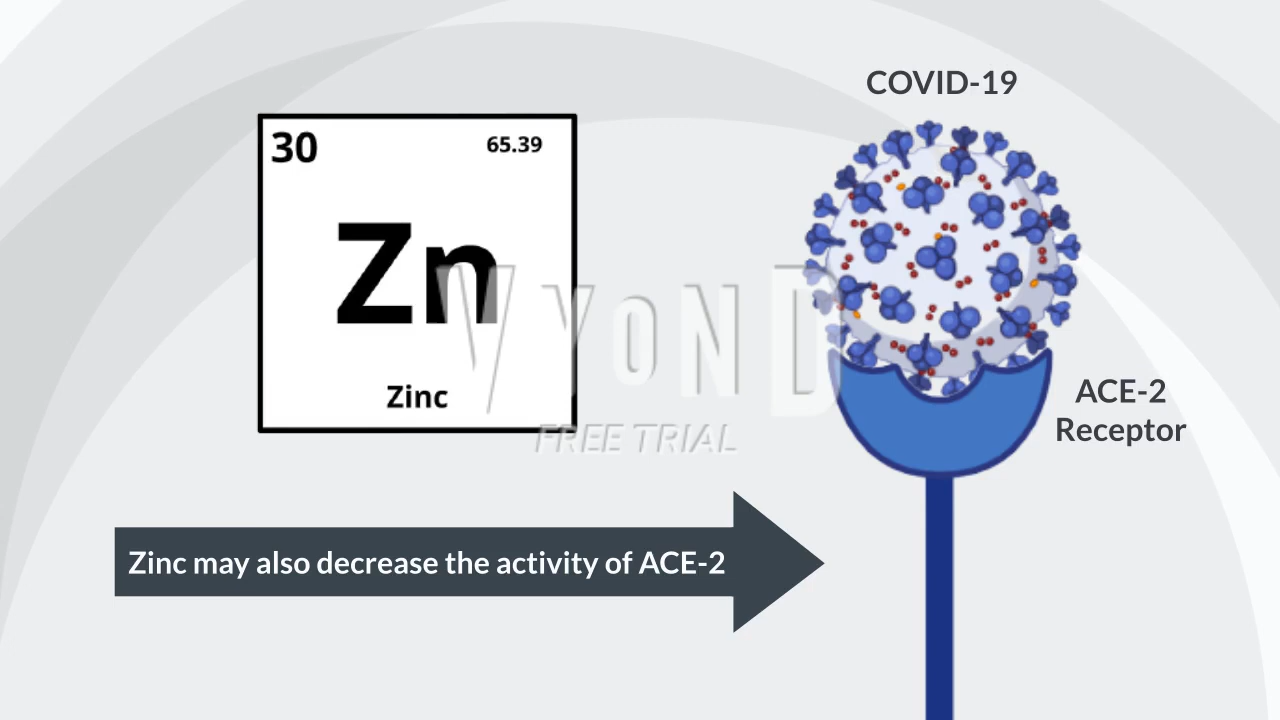 COVID-19
30
65.39
Zn
Zinc
VYOND
FREE TRIAL
ACE-2
Receptor
Zinc may also decrease the activity of ACE-2